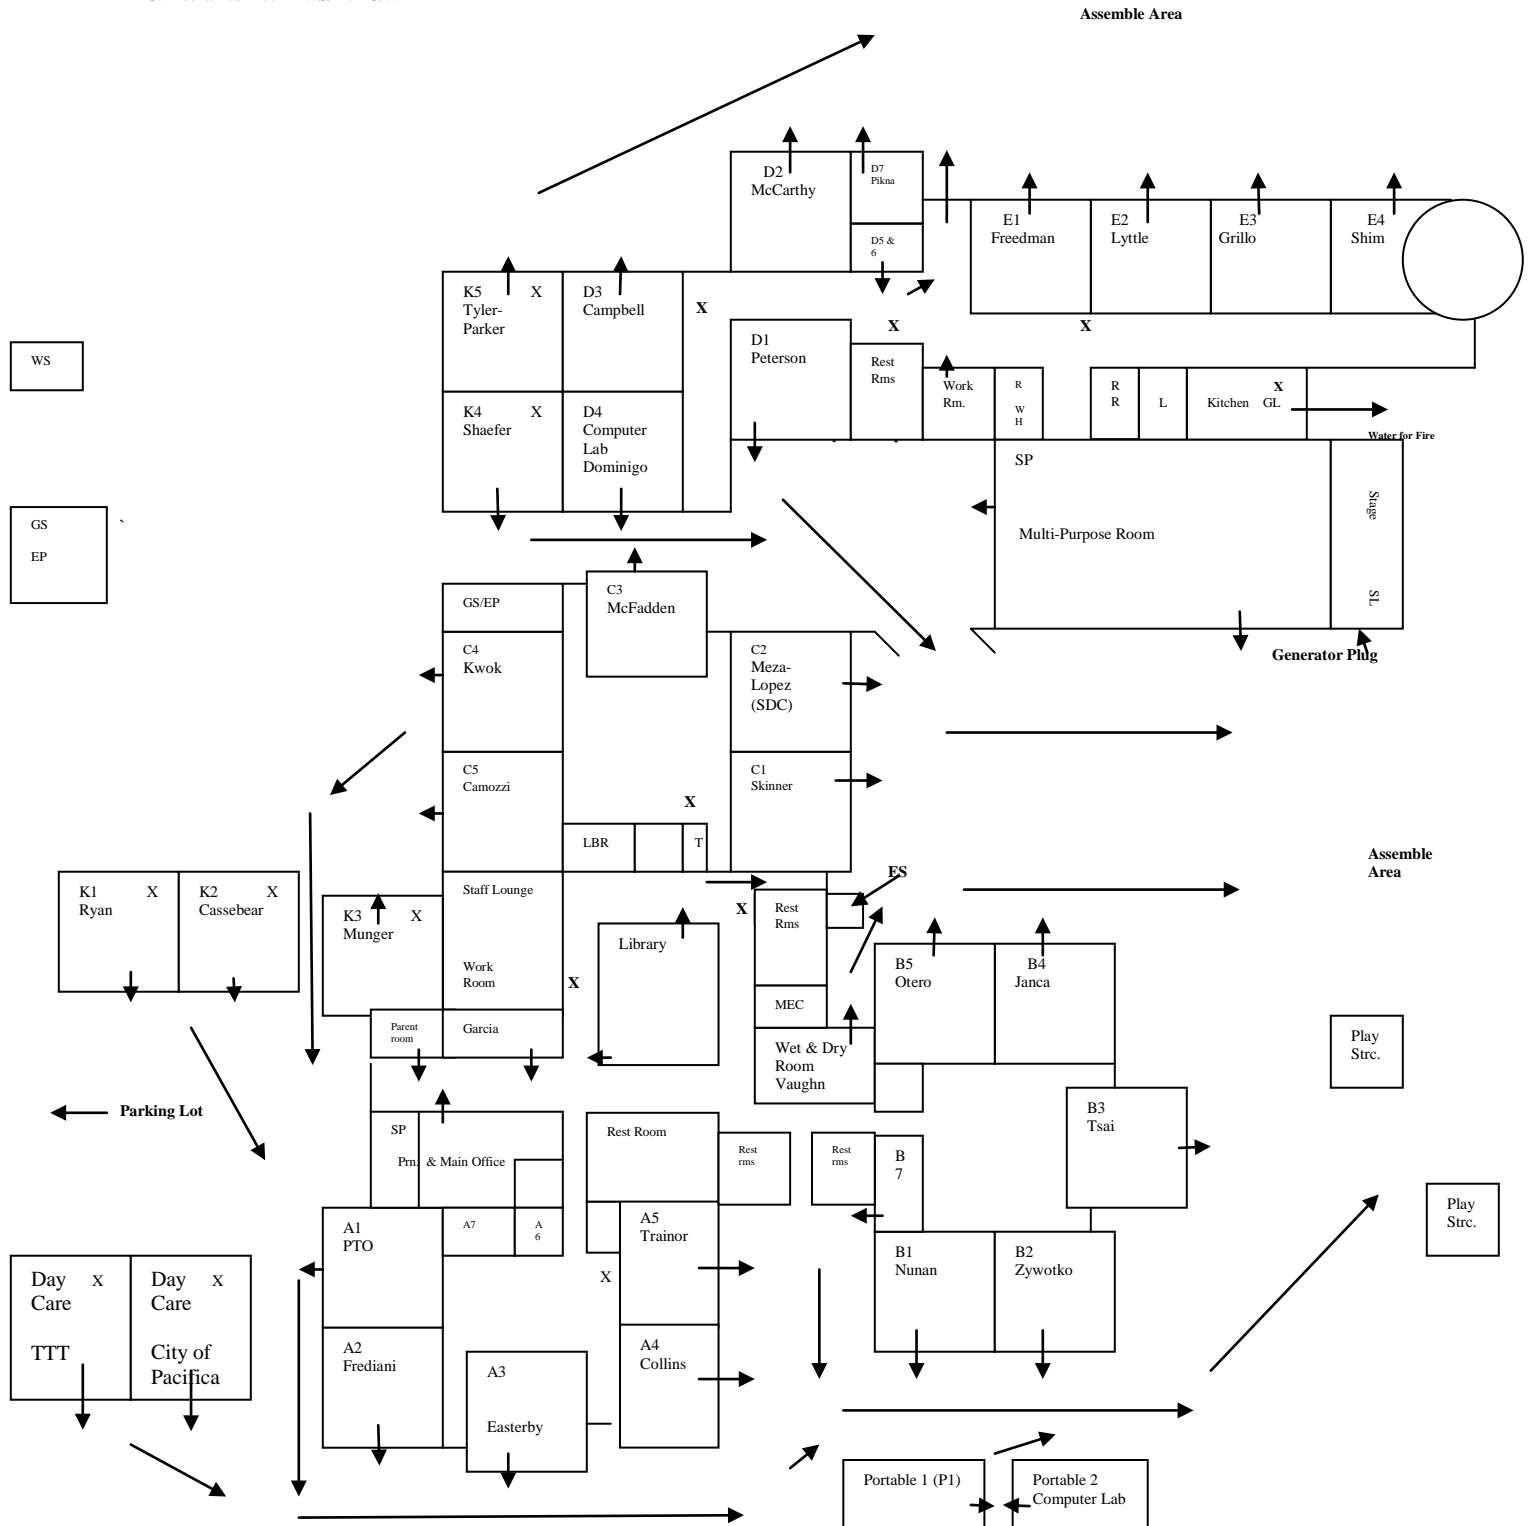 Assemble Area
D2
McCarthy
D7
Pikna
D5 &
6
E1
Freedman
E2
Lyttle
E3
Grillo
E4
Shim
K5 X
Tyler-
Parker
D3
Campbell
X
X
X
D1
Peterson
Rest
Rms
Work
Rm.
R
W
H
R
R
L
X
Kitchen GL
Water for Fire
WS
K4 X
Shaefer
D4
Computer
Lab
Dominigo
SP
Multi-Purpose Room
Stage
SL
GS
EP
`
GS/EP
C3
McFadden
C4
Kwok
C2
Meza-
Lopez
(SDC)
Generator Plug
C5
Camozzi
C1
Skinner
X
LBR
T
ES
Assemble
Area
K1 X
Ryan
K2 X
Cassebear
K3 X
Munger
Staff Lounge
Work
Room
X
Library
X
Rest
Rms
MEC
B5
Otero
B4
Janca
Parent
room
Garcia
Wet & Dry
Room
Vaughn
Play
Strc.
Parking Lot
SP
Prn. & Main Office
Rest Room
Rest
rms
Rest
rms
B
7
B3
Tsai
Play
Strc.
A1
PTO
A7
A
6
A5
Trainor
X
B1
Nunan
B2
Zywotko
Day X
Care
TTT
Day X
Care
City of
Pacifica
A2
Frediani
A3
Easterby
A4
Collins
Portable 1 (P1)
Portable 2
Computer Lab